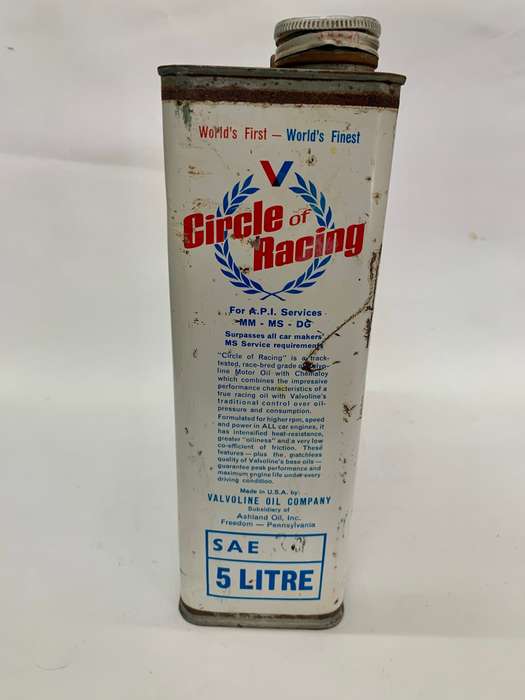 World's First — World's Finest
V
Circle of
Racing
For A.P.I. Services
MM - MS - DG
Surpasses all car makers'
MS Service requirements
"Circle of Racing" is a track-
tested, race-bred grade of
line Motor Oil with Chemaloy
which combines the impressive
performance characteristics of a
true racing oil with Valvoline's
traditional control over oil-
pressure and consumption.
Formulated for higher rpm, speed
and power in ALL car engines, it
has intensified heat-resistance,
greater "oiliness" and a very low
co-efficient of friction. These
features — plus the matchless
quality of Valvoline's base oils —
guarantee peak performance and
maximum engine life under every
driving condition.
Made in U.S.A. by:
VALVOLINE OIL COMPANY
Subsidiary of
Ashland Oil, Inc.
Freedom — Pennsylvania
SAE
5 LITRE